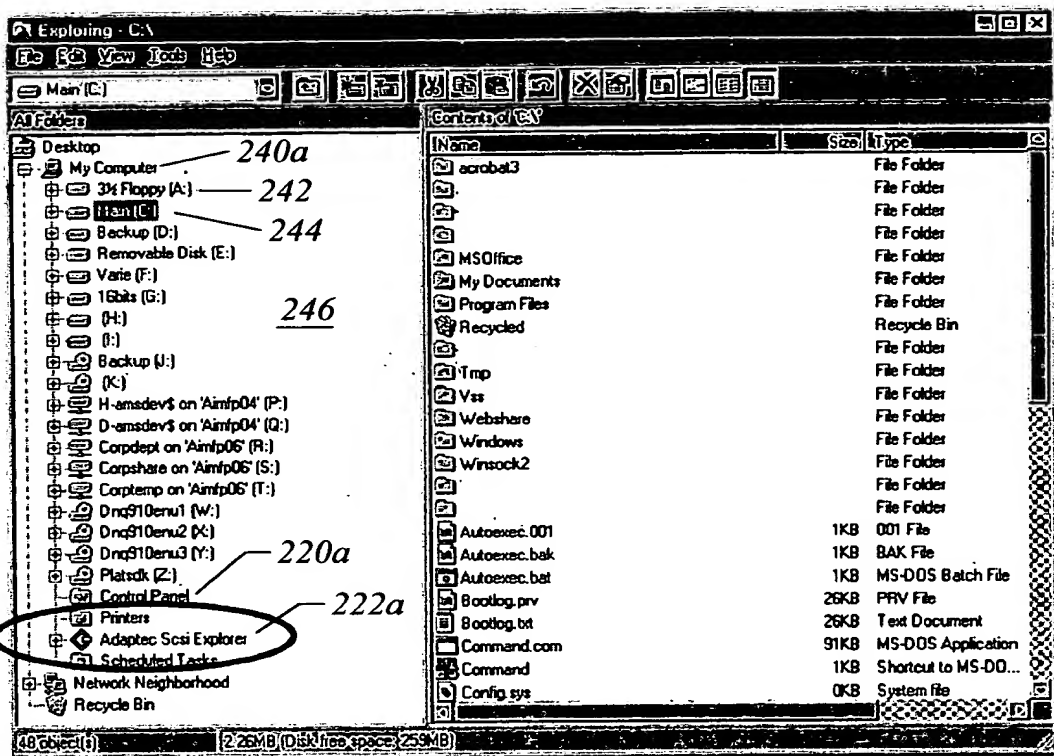 Exploring - C:\
File Edit View Tools Help
Main (C:)
All Folders
Contents of 'C:\'
Desktop
My Computer
240a
3½ Floppy (A:)
242
Main (C:)
244
Backup (D:)
Removable Disk (E:)
Varie (F:)
16bits (G:)
246
(H:)
(I:)
Backup (J:)
(K:)
H-amsdev$ on 'Aimfp04' (P:)
D-amsdev$ on 'Aimfp04' (Q:)
Corpdept on 'Aimfp06' (R:)
Corpshare on 'Aimfp06' (S:)
Corptemp on 'Aimfp06' (T:)
Dnq910enu1 (W:)
Dnq910enu2 (X:)
Dnq910enu3 (Y:)
220a
Platsdk (Z:)
Control Panel
222a
Printers
Adaptec Scsi Explorer
Scheduled Tasks
Network Neighborhood
Recycle Bin
Name Size Type
acrobat3 File Folder
File Folder
File Folder
File Folder
MSOffice File Folder
My Documents File Folder
Program Files File Folder
Recycled Recycle Bin
File Folder
Tmp File Folder
Vss File Folder
Webshare File Folder
Windows File Folder
Winsock2 File Folder
File Folder
File Folder
Autoexec.001 1KB 001 File
Autoexec.bak 1KB BAK File
Autoexec.bat 1KB MS-DOS Batch File
Bootlog.prv 26KB PRV File
Bootlog.txt 26KB Text Document
Command.com 91KB MS-DOS Application
Command 1KB Shortcut to MS-DO...
Config.sys 0KB System file
48 object(s) 2.26MB (Disk free space: 259MB)